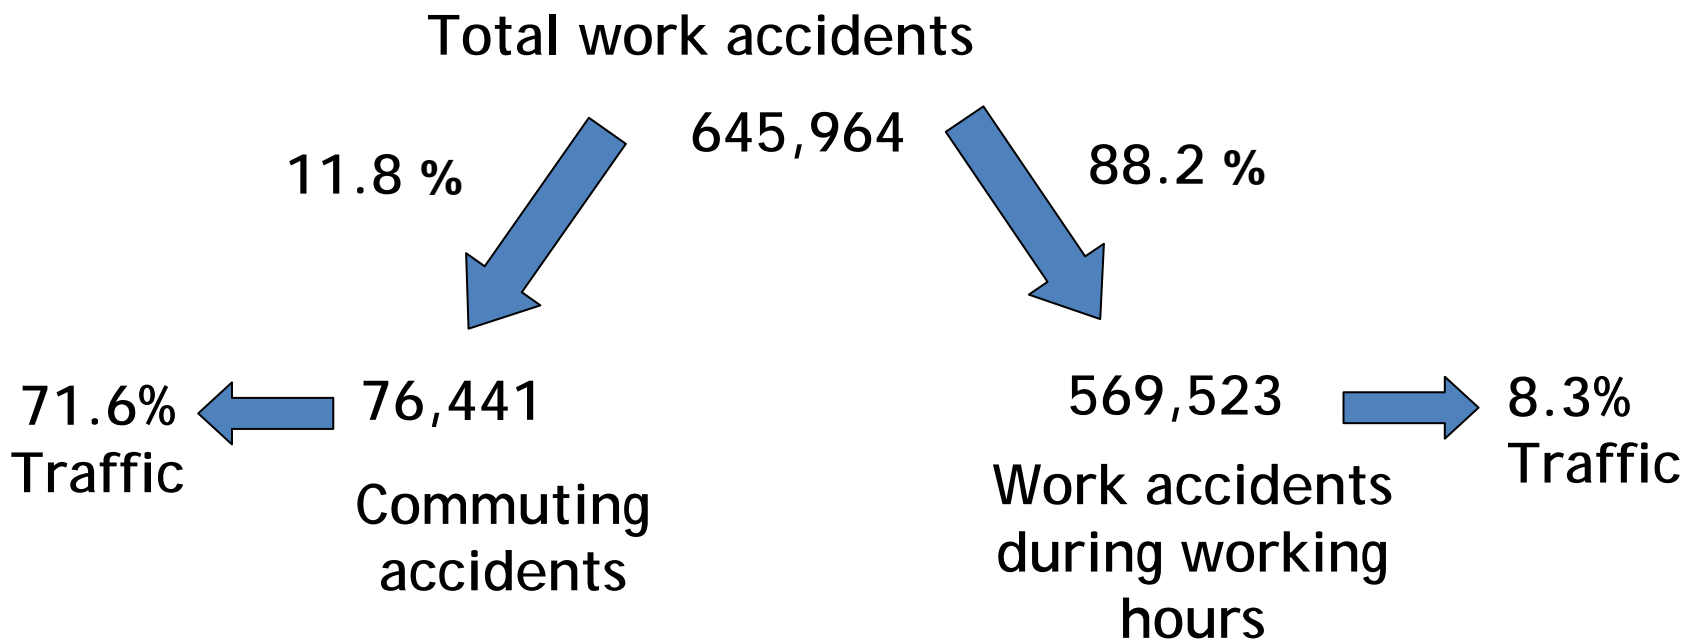 Total work accidents
645,964
11.8 %
88.2 %
71.6%
Traffic
76,441
Commuting
accidents
569,523
Work accidents
during working
hours
8.3%
Traffic